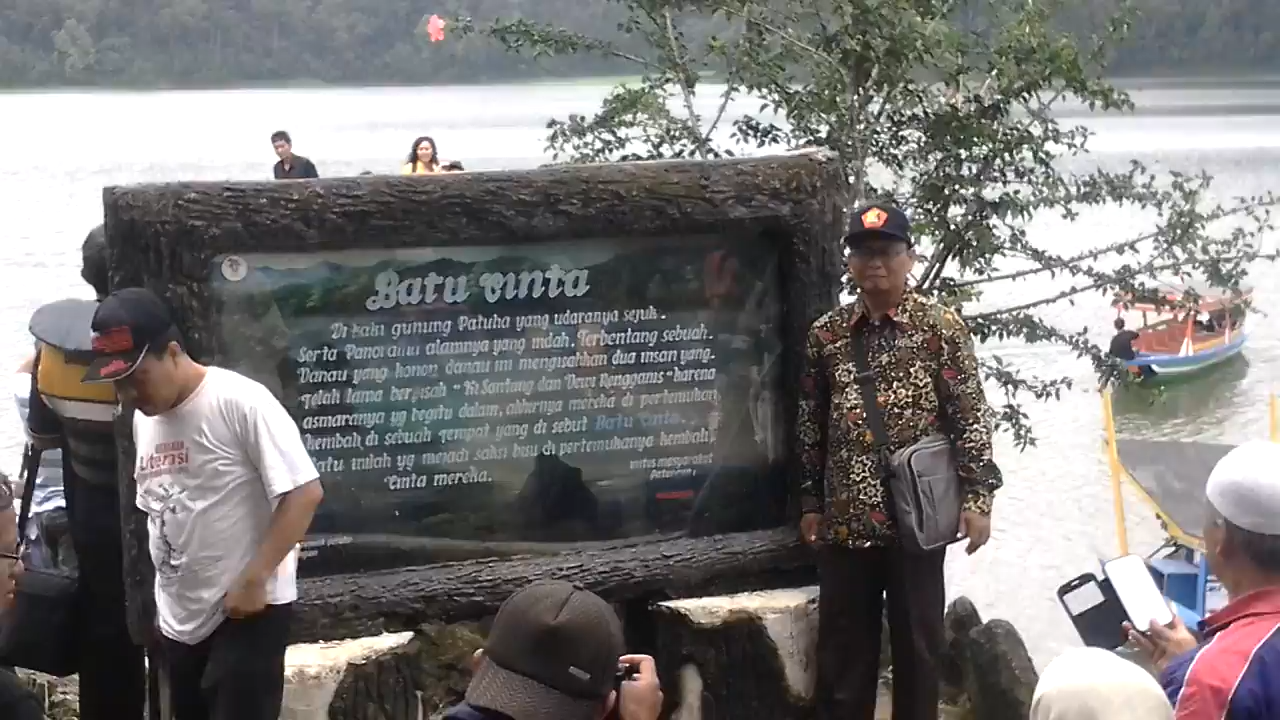 Batu cinta
Di kaki gunung Patuha yang udaranya sejuk.
Serta Panorama alamnya yang indah. Terbentang sebuah.
Danau yang konon danau ini mengisahkan dua insan yang.
Telah lama berpisah "Ki Santang dan Dewi Rengganis" karena
asmaranya yg begitu dalam, akhirnya mereka di pertemukan
kembali di sebuah tempat yang di sebut Batu cinta.
Batu inilah yg menjadi saksi bisu di pertemukanya kembali
Cinta mereka.
Literasi